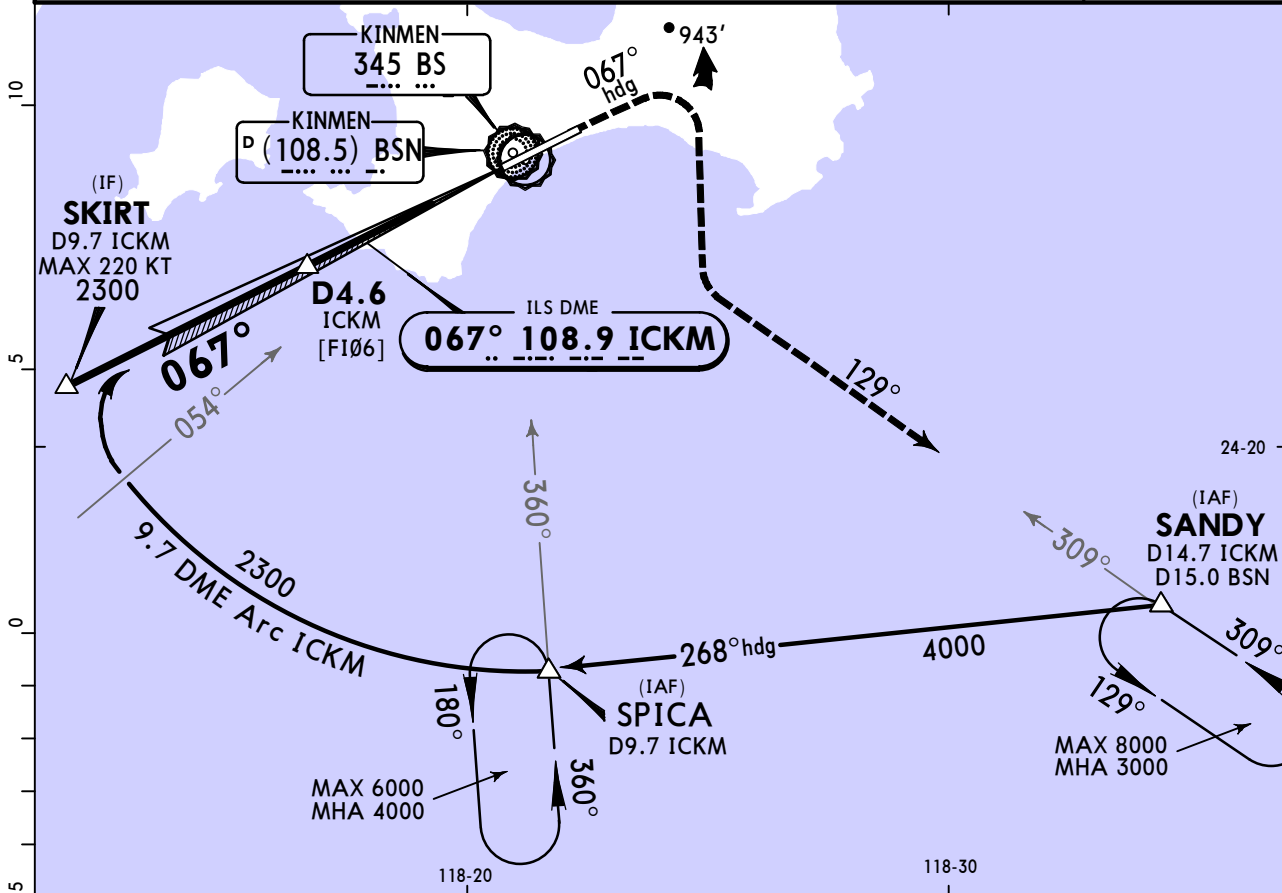 KINMEN
345 BS
KINMEN
D (108.5) BSN
943'
067°
hdg
(IF)
SKIRT
D9.7 ICKM
MAX 220 KT
2300
D4.6
ICKM
[FIØ6]
ILS DME
067° 108.9 ICKM
067°
054°
129°
360°
24-20
(IAF)
SANDY
D14.7 ICKM
D15.0 BSN
309°
309°
129°
2300
9.7 DME Arc ICKM
268°hdg
4000
(IAF)
SPICA
D9.7 ICKM
180°
360°
MAX 6000
MHA 4000
MAX 8000
MHA 3000
118-20
118-30
10
5
0
5